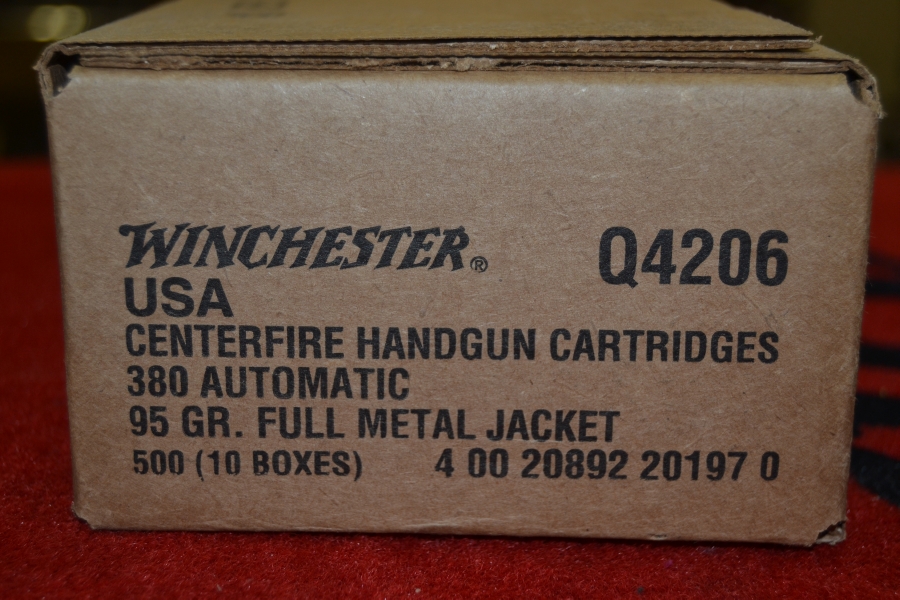 WINCHESTER® Q4206
USA
CENTERFIRE HANDGUN CARTRIDGES
380 AUTOMATIC
95 GR. FULL METAL JACKET
500 (10 BOXES) 4 00 20892 20197 0